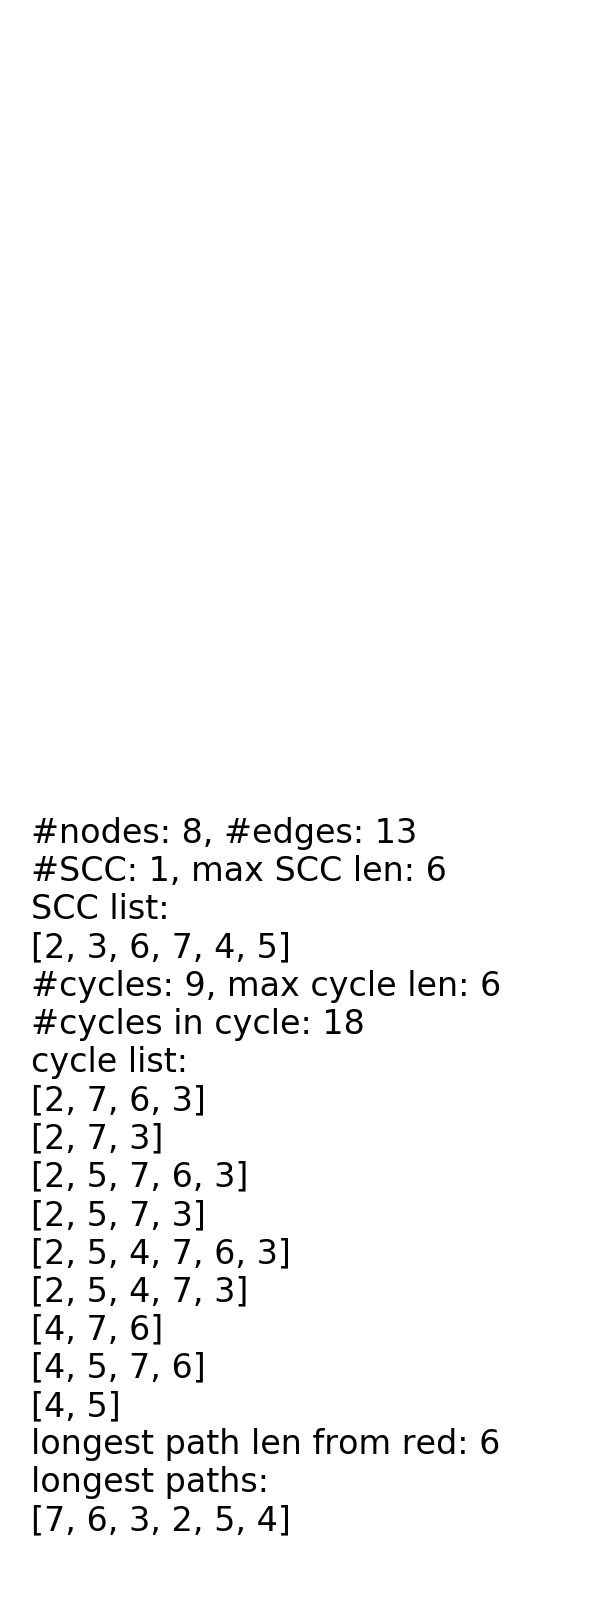 #nodes: 8, #edges: 13
#SCC: 1, max SCC len: 6
SCC list:
[2, 3, 6, 7, 4, 5]
#cycles: 9, max cycle len: 6
#cycles in cycle: 18
cycle list:
[2, 7, 6, 3]
[2, 7, 3]
[2, 5, 7, 6, 3]
[2, 5, 7, 3]
[2, 5, 4, 7, 6, 3]
[2, 5, 4, 7, 3]
[4, 7, 6]
[4, 5, 7, 6]
[4, 5]
longest path len from red: 6
longest paths:
[7, 6, 3, 2, 5, 4]